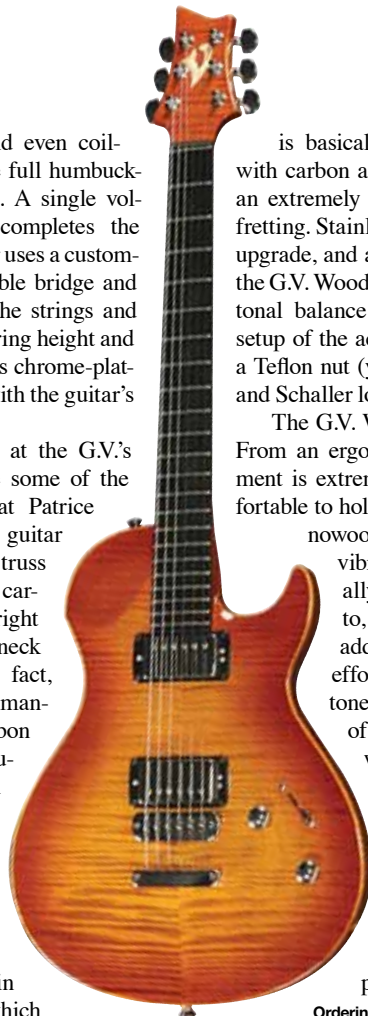 d even coil-
full humbuck-
. A single vol-
completes the
uses a custom-
ble bridge and
he strings and
ring height and
s chrome-plat-
ith the guitar's
at the G.V.'s
some of the
at Patrice
guitar
truss
car-
right
neck
fact,
man-
bon
u-
in
hich
is basical
with carbon a
an extremely
fretting. Stainl
upgrade, and a
the G.V. Wood
tonal balance
setup of the ac
a Teflon nut (y
and Schaller lo
The G.V. W
From an ergo
ment is extrem
fortable to hol
nowoo
vibr
ally
to,
add
effo
tone
of
v
p
Orderin